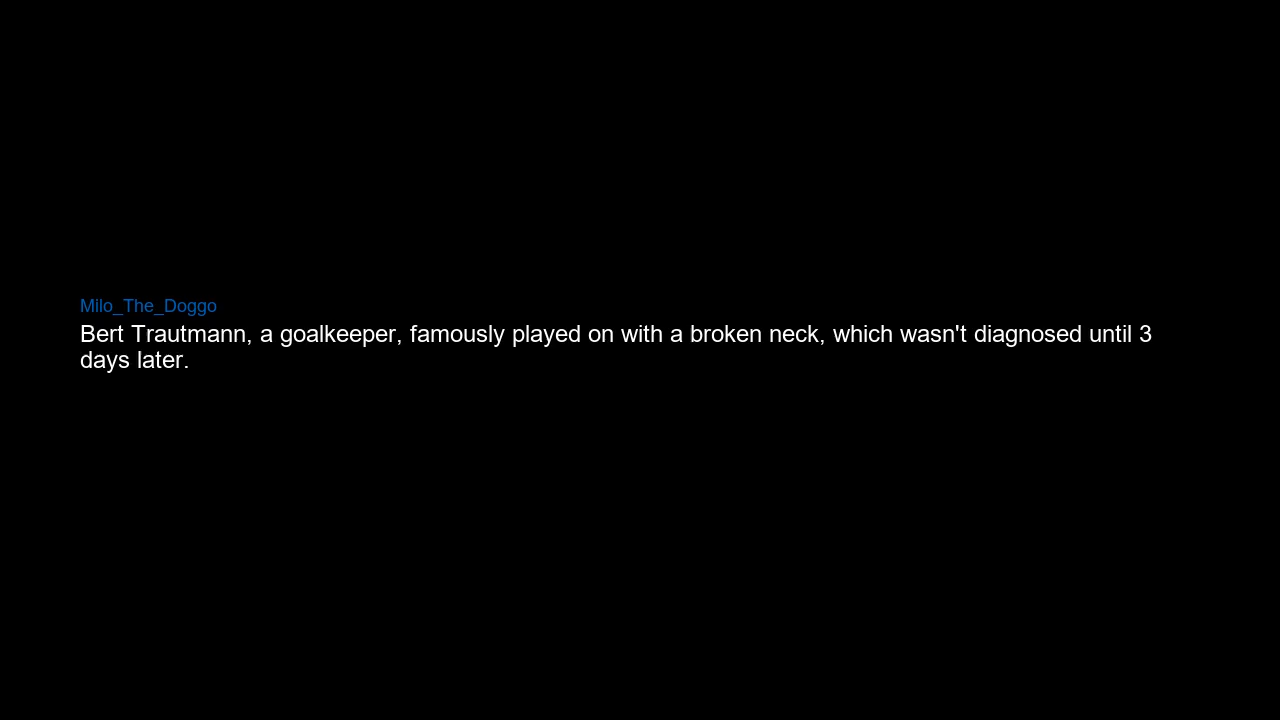 Milo_The_Doggo
Bert Trautmann, a goalkeeper, famously played on with a broken neck, which wasn't diagnosed until 3
days later.